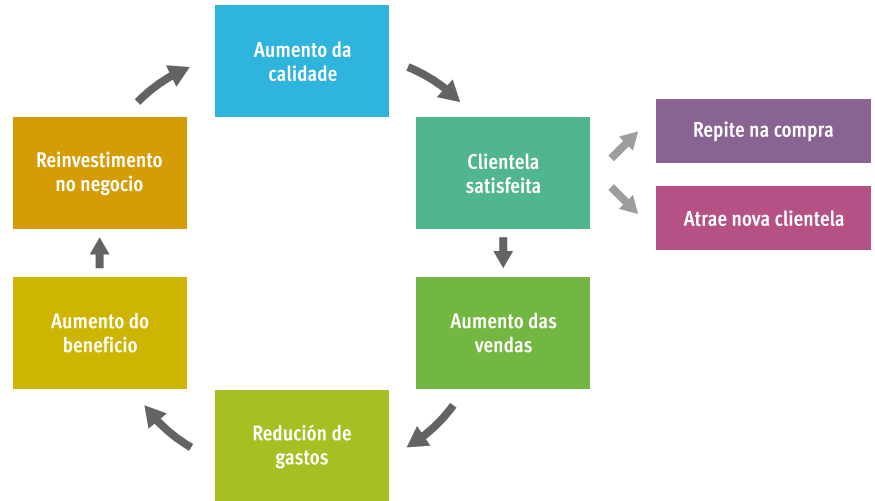 Aumento da
calidade
Clientela
satisfeita
Repite na compra
Atrae nova clientela
Aumento das
vendas
Redución de
gastos
Aumento do
beneficio
Reinvestimento
no negocio